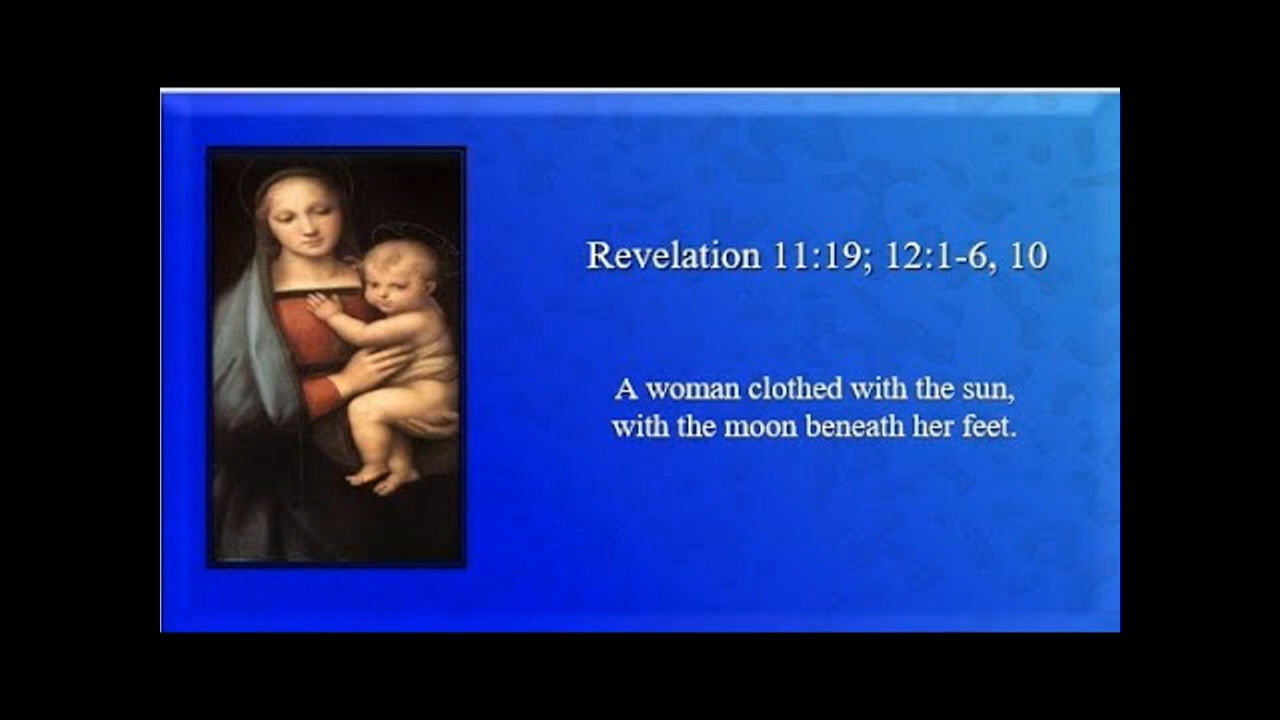 Revelation 11:19; 12:1-6, 10
A woman clothed with the sun,
with the moon beneath her feet.